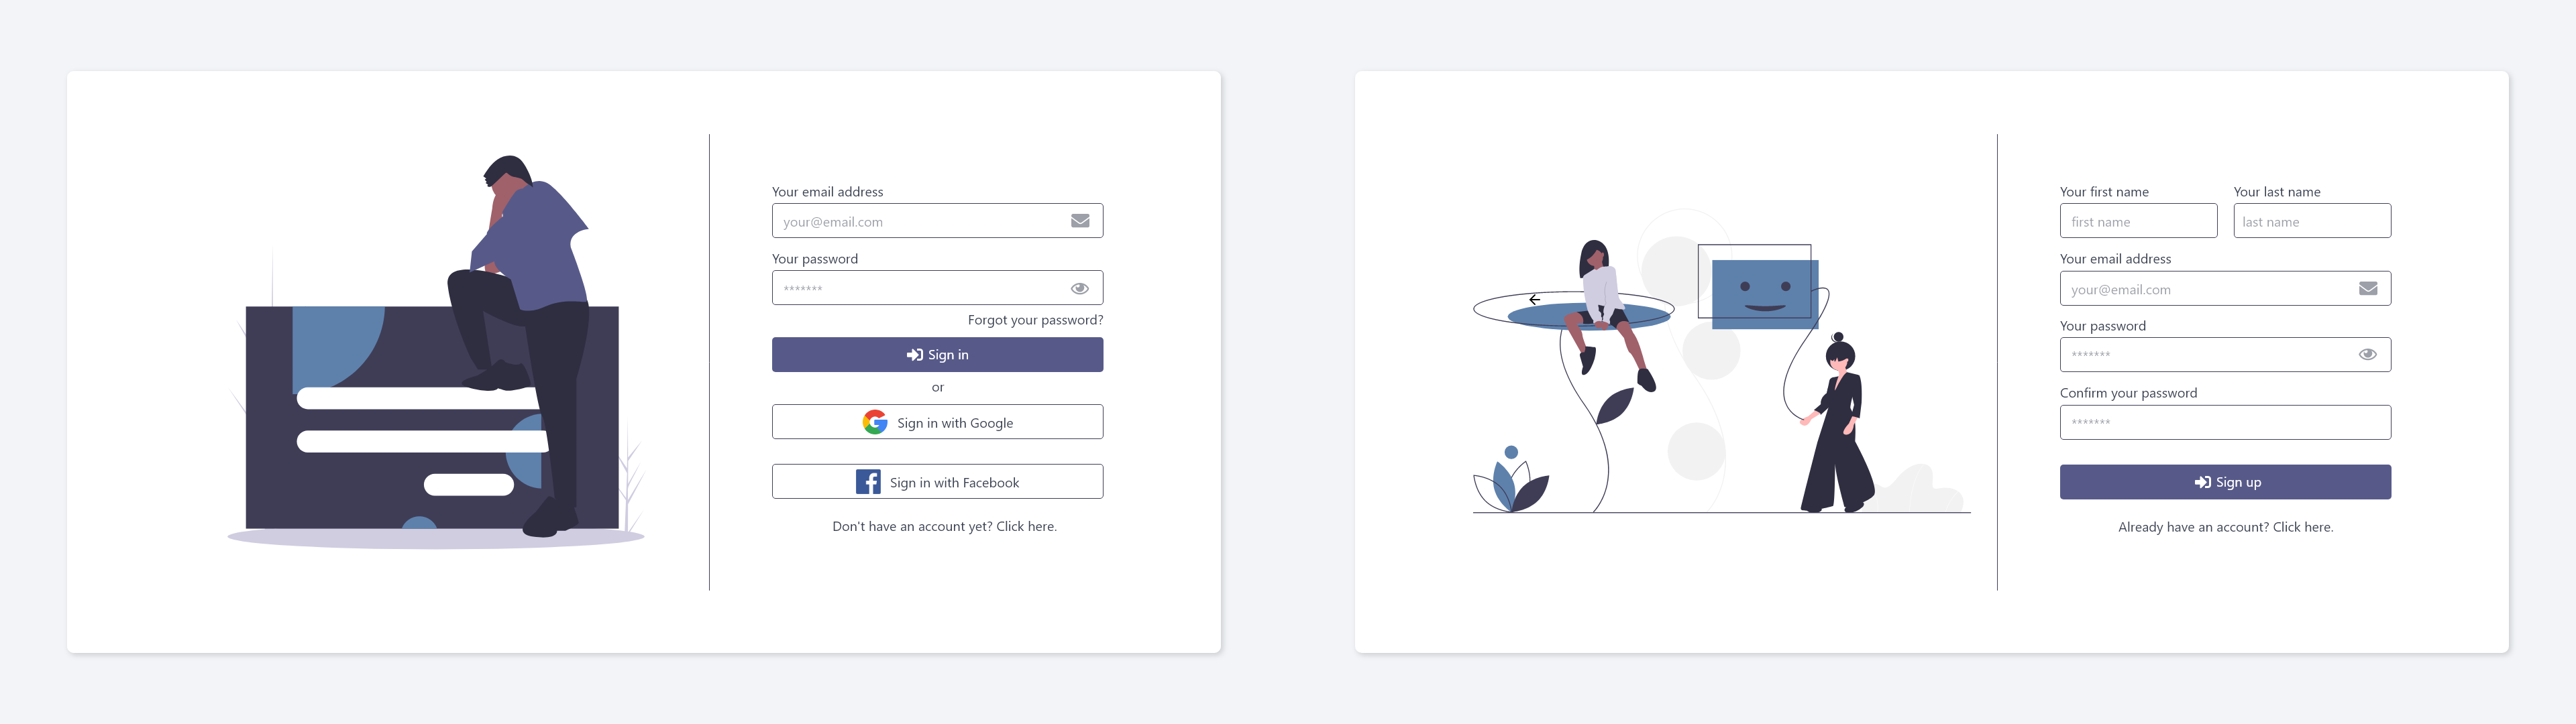 Your email address
your@email.com
Your password
*******
Forgot your password?
Sign in
or
Sign in with Google
Sign in with Facebook
Don't have an account yet? Click here.
Your first name
Your last name
first name
last name
Your email address
your@email.com
Your password
*******
Confirm your password
*******
Sign up
Already have an account? Click here.